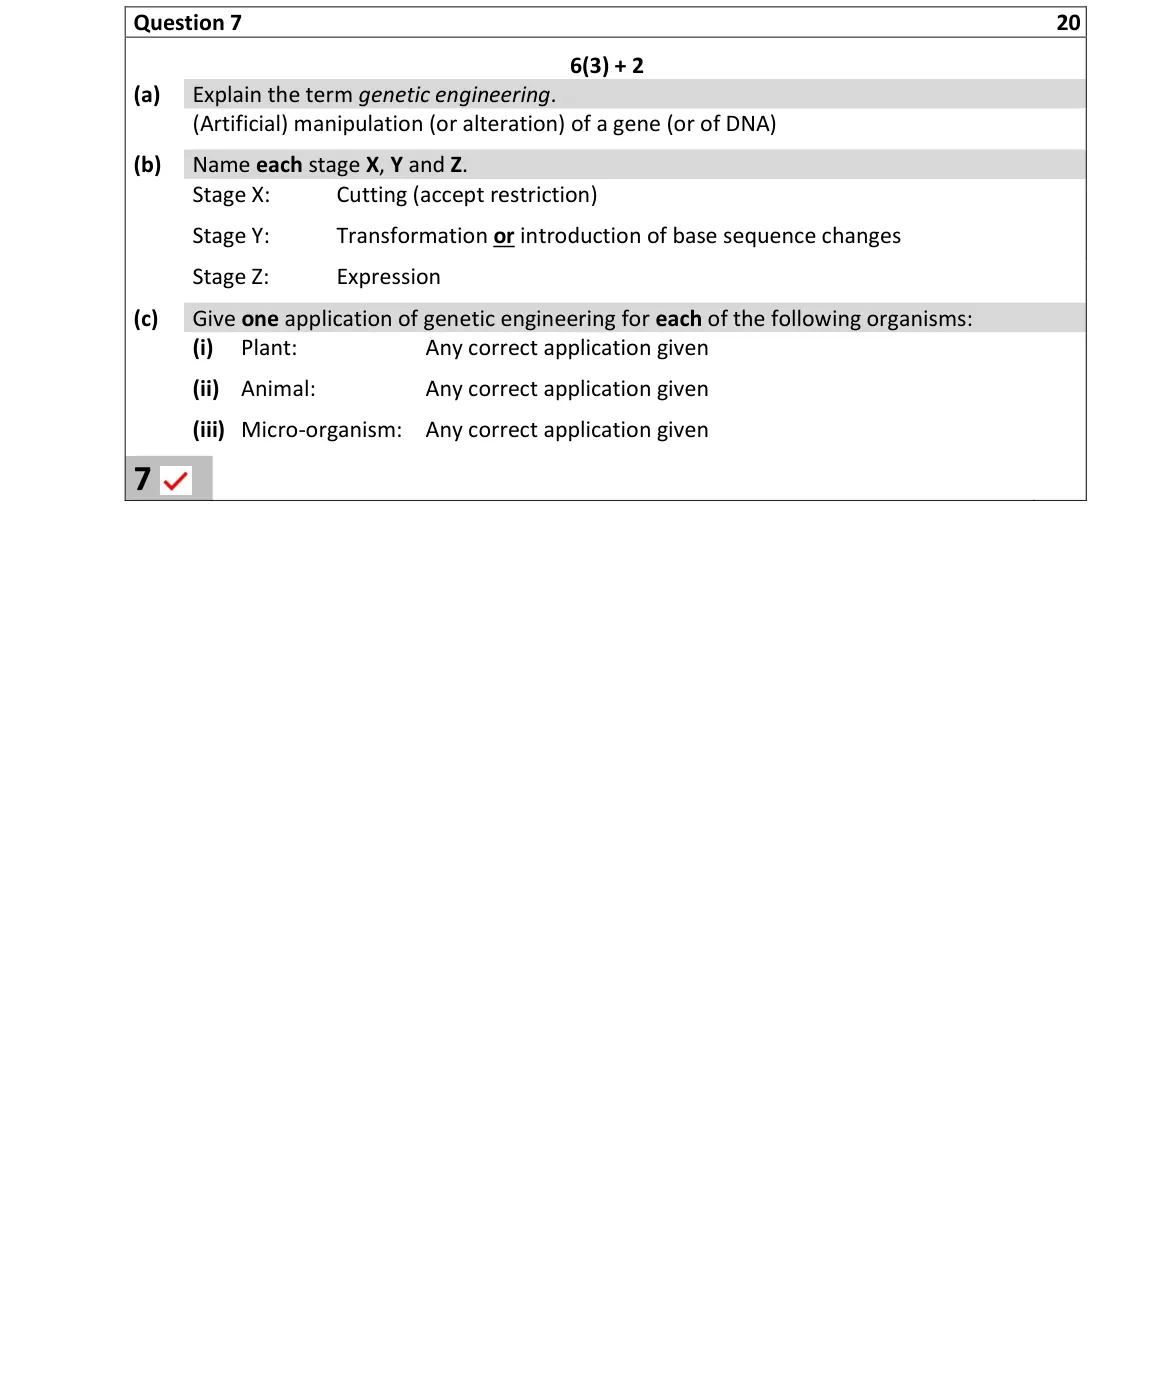 Question 7 20
6(3) + 2
(a) Explain the term genetic engineering.
(Artificial) manipulation (or alteration) of a gene (or of DNA)
(b) Name each stage X, Y and Z.
Stage X: Cutting (accept restriction)
Stage Y: Transformation or introduction of base sequence changes
Stage Z: Expression
(c) Give one application of genetic engineering for each of the following organisms:
(i) Plant: Any correct application given
(ii) Animal: Any correct application given
(iii) Micro-organism: Any correct application given
7